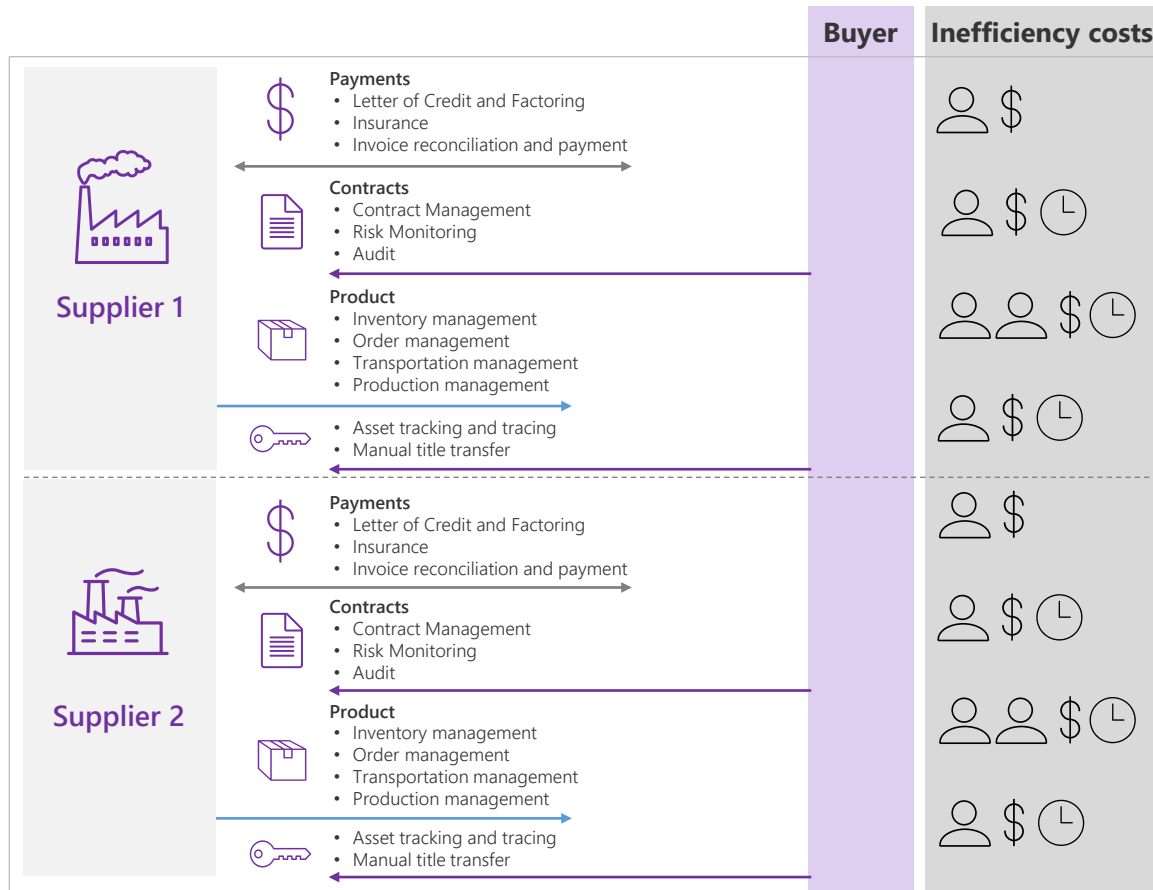 Buyer
Inefficiency costs
Supplier 1
Payments
• Letter of Credit and Factoring
• Insurance
• Invoice reconciliation and payment
Contracts
• Contract Management
• Risk Monitoring
• Audit
Product
• Inventory management
• Order management
• Transportation management
• Production management
• Asset tracking and tracing
• Manual title transfer
Supplier 2
Payments
• Letter of Credit and Factoring
• Insurance
• Invoice reconciliation and payment
Contracts
• Contract Management
• Risk Monitoring
• Audit
Product
• Inventory management
• Order management
• Transportation management
• Production management
• Asset tracking and tracing
• Manual title transfer